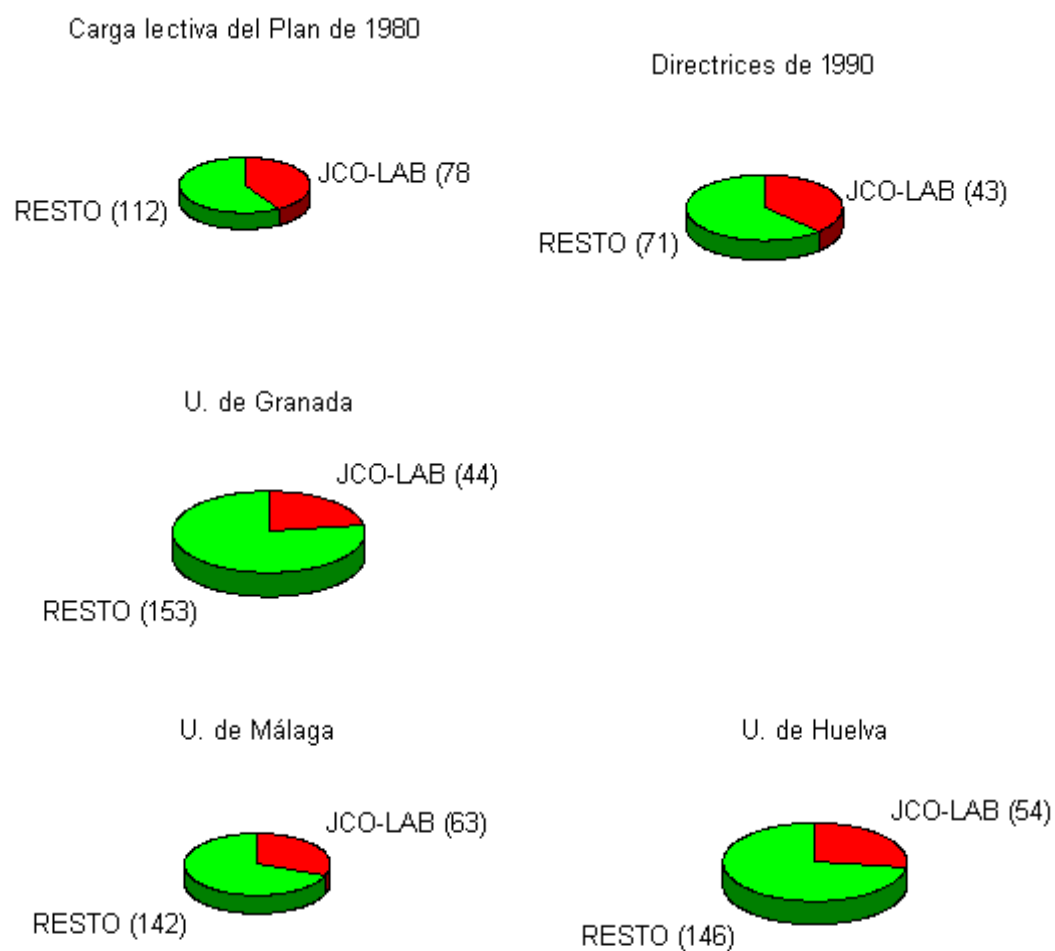 Carga lectiva del Plan de 1980
JCO-LAB (78
RESTO (112)
Directrices de 1990
JCO-LAB (43)
RESTO (71)
U. de Granada
JCO-LAB (44)
RESTO (153)
U. de Málaga
JCO-LAB (63)
RESTO (142)
U. de Huelva
JCO-LAB (54)
RESTO (146)